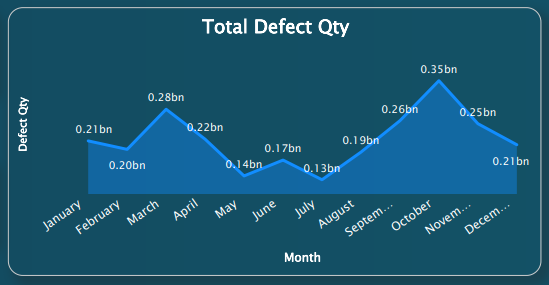 Total Defect Qty
Defect Qty
0.21bn
0.20bn
0.28bn
0.22bn
0.14bn
0.17bn
0.13bn
0.19bn
0.26bn
0.35bn
0.25bn
0.21bn
January
February
March
April
May
June
July
August
Septem...
October
Novem...
Decem...
Month